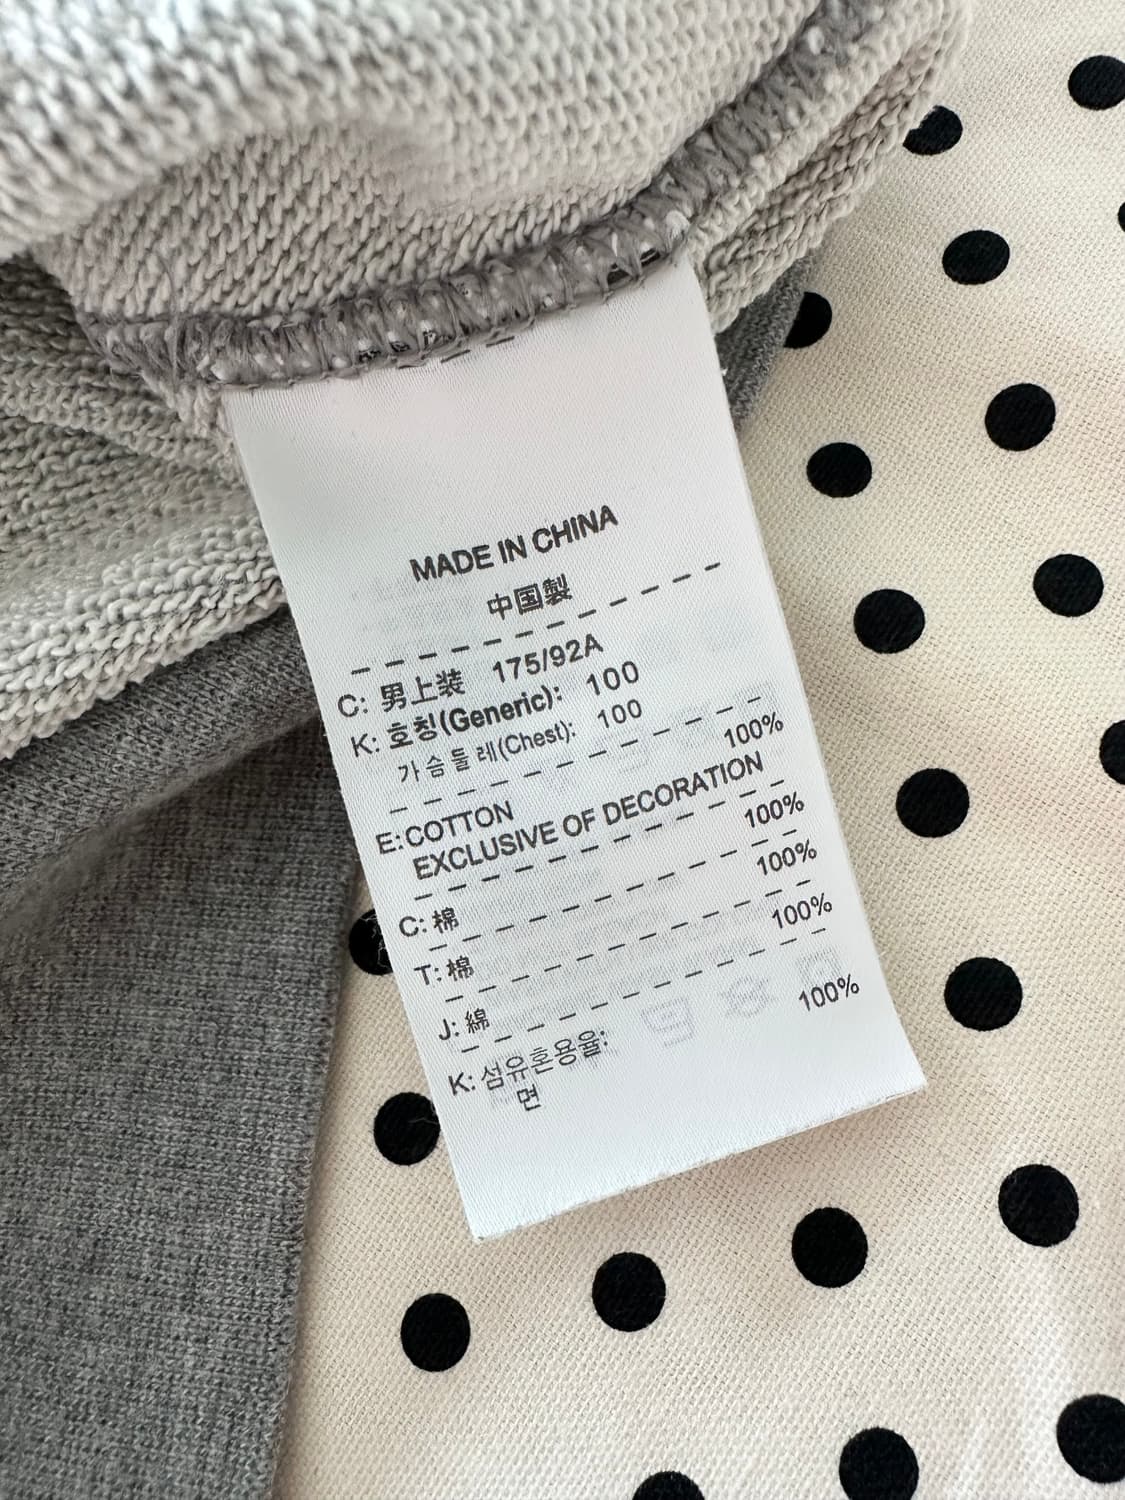 MADE IN CHINA
中国製
C: 男上装 175/92A
K: 호칭(Generic): 100
가슴둘레(Chest): 100
E:COTTON 100%
EXCLUSIVE OF DECORATION
C: 棉 100%
T: 棉 100%
J: 綿 100%
K: 섬유혼용율:
면 100%